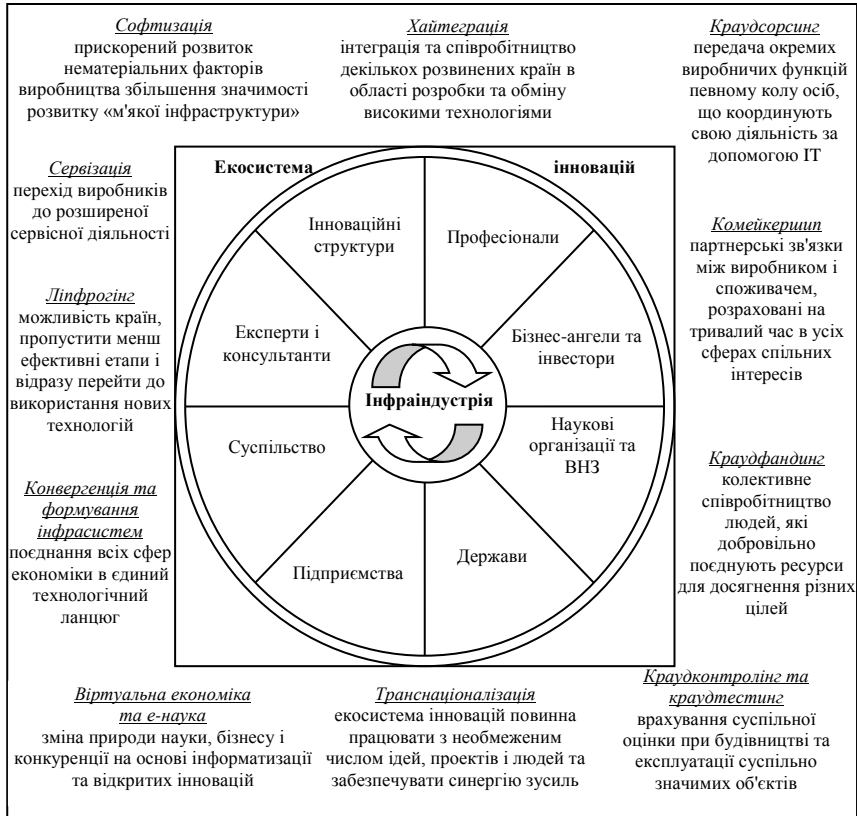 Софтизація
прискорений розвиток
нематеріальних факторів
виробництва збільшення значимості
розвитку «м'якої інфраструктури»
Хайтеграція
інтеграція та співробітництво
декількох розвинених країн в
області розробки та обміну
високими технологіями
Краудсорсинг
передача окремих
виробничих функцій
певному колу осіб,
що координують
свою діяльність за
допомогою ІТ
Сервізація
перехід виробників
до розширеної
сервісної діяльності
Ліпфрогінг
можливість країн,
пропустити менш
ефективні етапи і
відразу перейти до
використання нових
технологій
Конвергенція та
формування
інфрасистем
поєднання всіх сфер
економіки в єдиний
технологічний
ланцюг
Екосистема
інновацій
Інноваційні
структури
Професіонали
Експерти і
консультанти
Бізнес-ангели та
інвестори
Інфраіндустрія
Суспільство
Наукові
організації та
ВНЗ
Підприємства
Держави
Комейкершип
партнерські зв'язки
між виробником і
споживачем,
розраховані на
тривалий час в усіх
сферах спільних
інтересів
Краудфандинг
колективне
співробітництво
людей, які
добровільно
поєднують ресурси
для досягнення різних
цілей
Віртуальна економіка
та е-наука
зміна природи науки, бізнесу і
конкуренції на основі інформатизації
та відкритих інновацій
Транснаціоналізація
екосистема інновацій повинна
працювати з необмеженим
числом ідей, проектів і людей та
забезпечувати синергію зусиль
Краудконтролінг та
краудтестинг
врахування суспільної
оцінки при будівництві та
експлуатації суспільно
значимих об'єктів